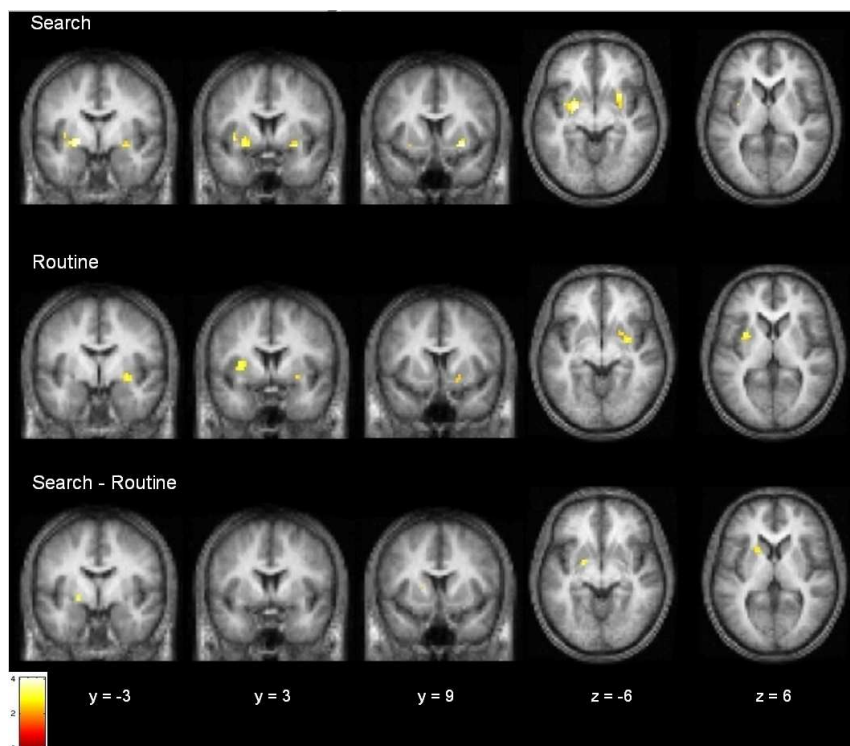 Search
Routine
Search - Routine
4
2
y = -3 y = 3 y = 9 z = -6 z = 6